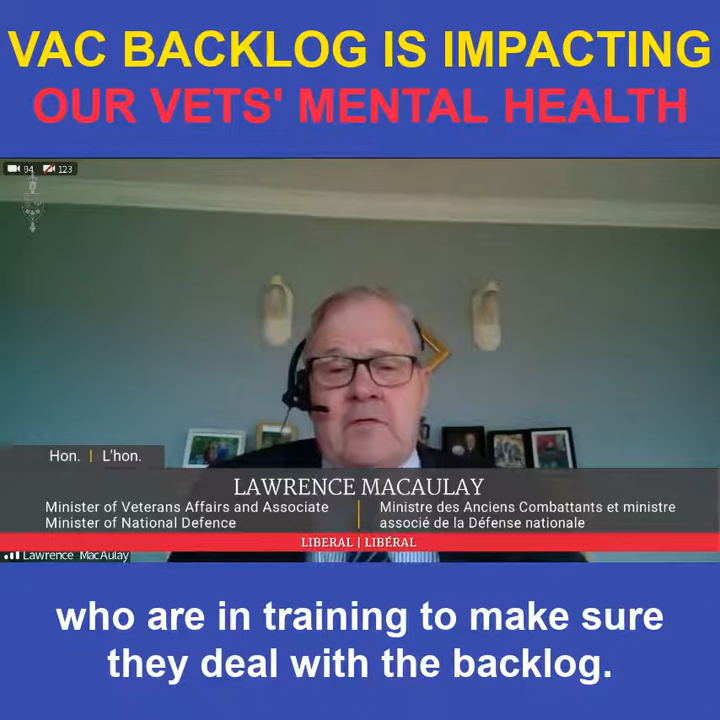 VAC BACKLOG IS IMPACTING
OUR VETS' MENTAL HEALTH
94 123
Hon. | L'hon.
LAWRENCE MACAULAY
Minister of Veterans Affairs and Associate
Minister of National Defence
Ministre des Anciens Combattants et ministre
associé de la Défense nationale
LIBERAL | LIBÉRAL
Lawrence MacAulay
who are in training to make sure
they deal with the backlog.